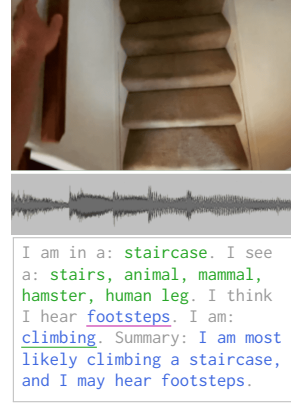 I am in a: staircase. I see
a: stairs, animal, mammal,
hamster, human leg. I think
I hear footsteps. I am:
climbing. Summary: I am most
likely climbing a staircase,
and I may hear footsteps.